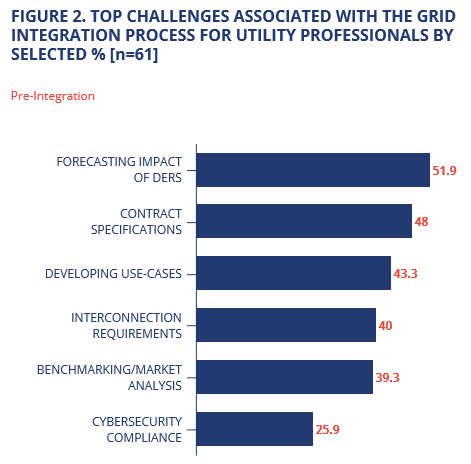 FIGURE 2. TOP CHALLENGES ASSOCIATED WITH THE GRID
INTEGRATION PROCESS FOR UTILITY PROFESSIONALS BY
SELECTED % [n=61]
Pre-Integration
FORECASTING IMPACT
OF DERS
51.9
CONTRACT
SPECIFICATIONS
48
DEVELOPING USE-CASES
43.3
INTERCONNECTION
REQUIREMENTS
40
BENCHMARKING/MARKET
ANALYSIS
39.3
CYBERSECURITY
COMPLIANCE
25.9